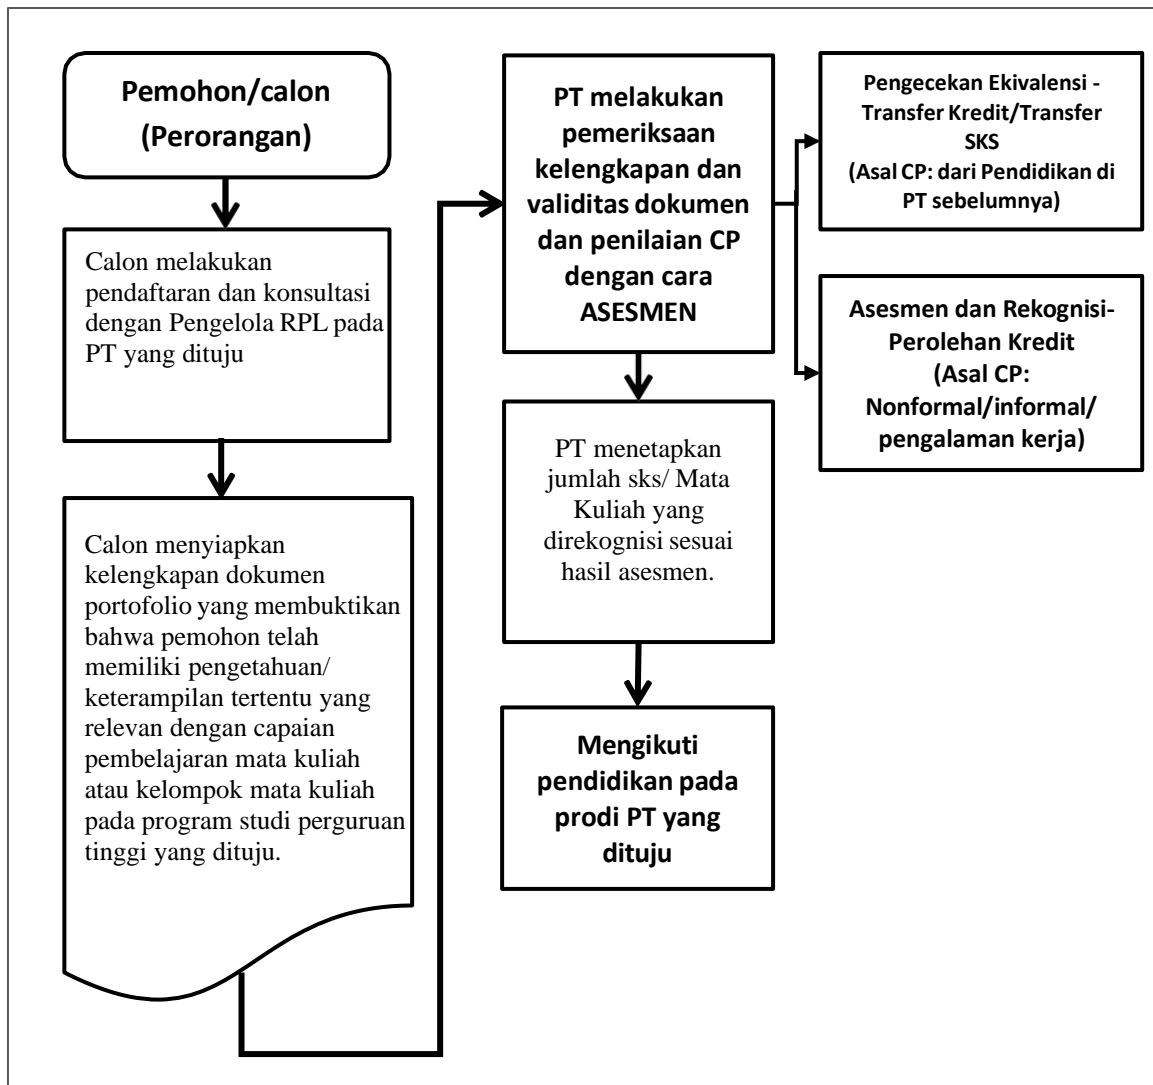 Pemohon/calon
(Perorangan)
Calon melakukan
pendaftaran dan konsultasi
dengan Pengelola RPL pada
PT yang dituju
Calon menyiapkan
kelengkapan dokumen
portofolio yang membuktikan
bahwa pemohon telah
memiliki pengetahuan/
keterampilan tertentu yang
relevan dengan capaian
pembelajaran mata kuliah
atau kelompok mata kuliah
pada program studi perguruan
tinggi yang dituju.
PT melakukan
pemeriksaan
kelengkapan dan
validitas dokumen
dan penilaian CP
dengan cara
ASESMEN
Pengecekan Ekivalensi -
Transfer Kredit/Transfer
SKS
(Asal CP: dari Pendidikan di
PT sebelumnya)
Asesmen dan Rekognisi-
Perolehan Kredit
(Asal CP:
Nonformal/informal/
pengalaman kerja)
PT menetapkan
jumlah sks/ Mata
Kuliah yang
direkognisi sesuai
hasil asesmen.
Mengikuti
pendidikan pada
prodi PT yang
dituju